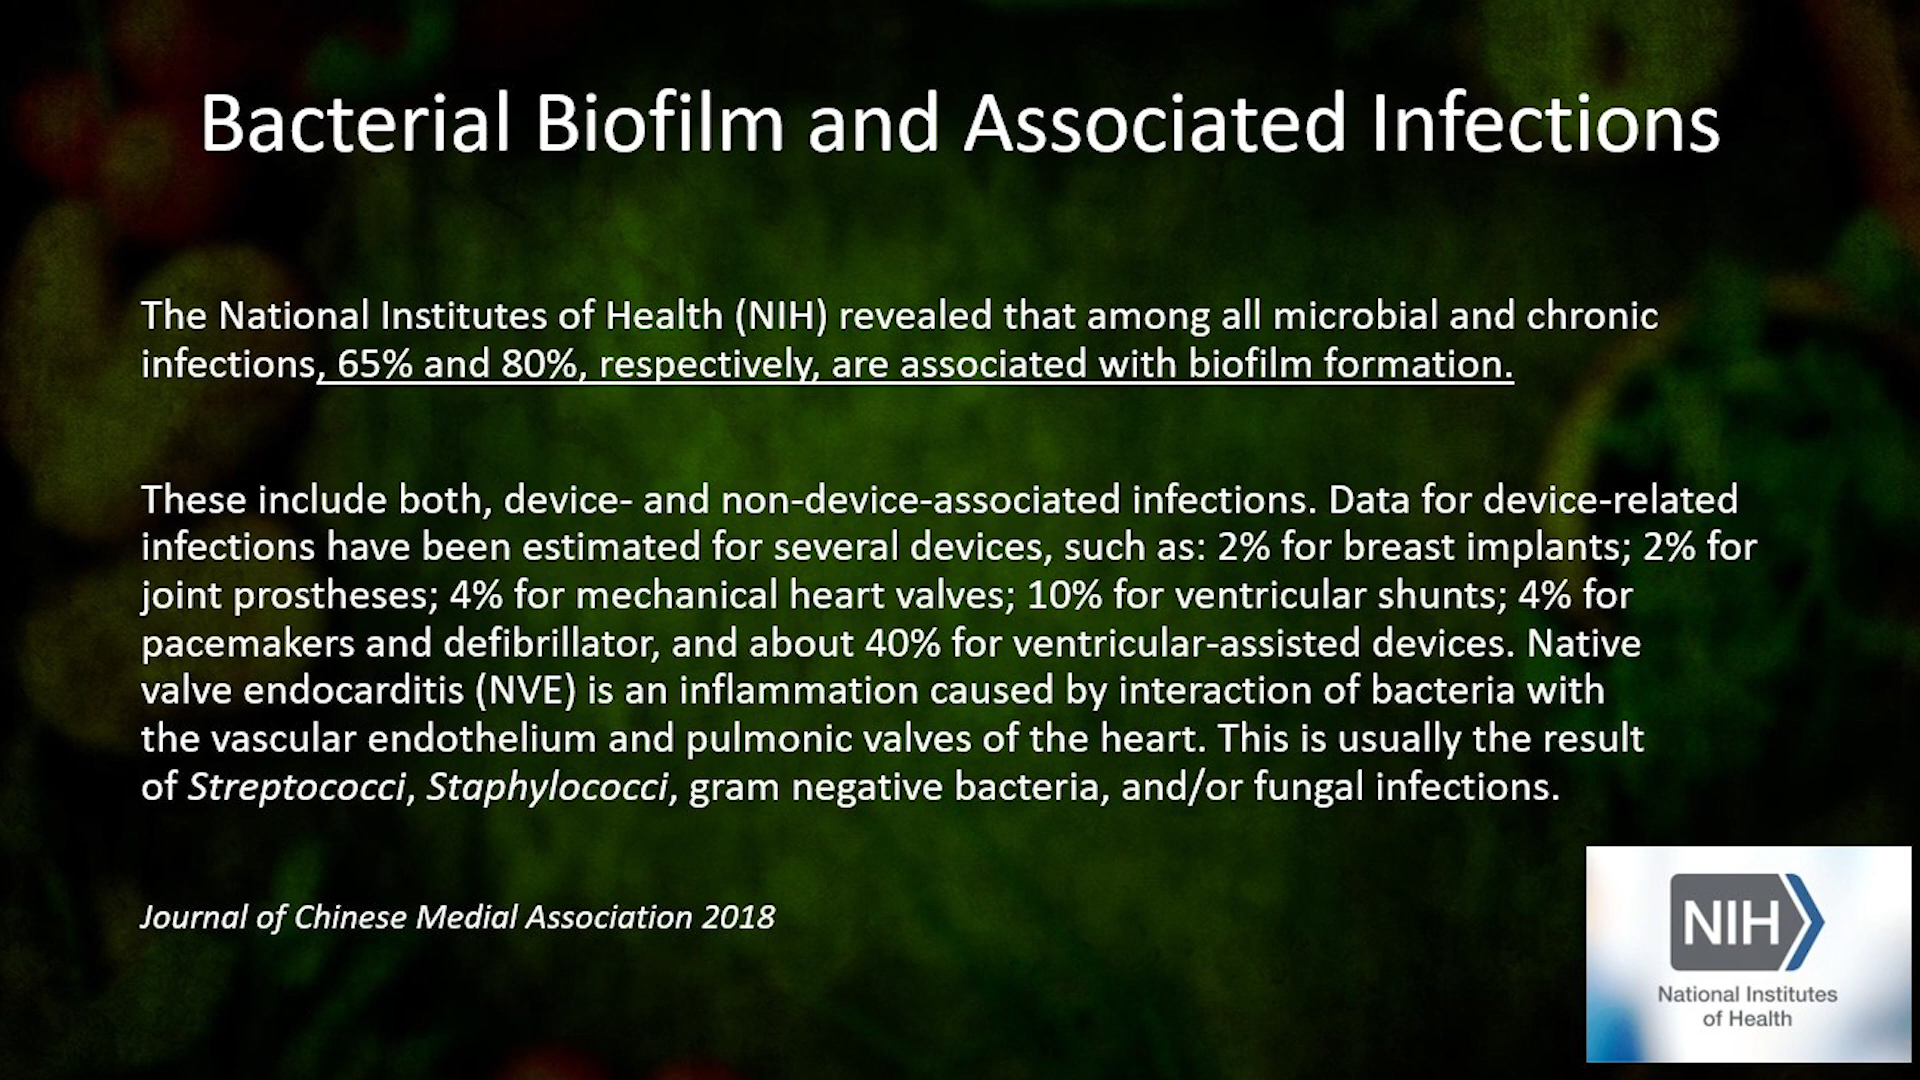 Bacterial Biofilm and Associated Infections
The National Institutes of Health (NIH) revealed that among all microbial and chronic
infections, 65% and 80%, respectively, are associated with biofilm formation.
These include both, device- and non-device-associated infections. Data for device-related
infections have been estimated for several devices, such as: 2% for breast implants; 2% for
joint prostheses; 4% for mechanical heart valves; 10% for ventricular shunts; 4% for
pacemakers and defibrillator, and about 40% for ventricular-assisted devices. Native
valve endocarditis (NVE) is an inflammation caused by interaction of bacteria with
the vascular endothelium and pulmonic valves of the heart. This is usually the result
of Streptococci, Staphylococci, gram negative bacteria, and/or fungal infections.
Journal of Chinese Medial Association 2018
NIH
National Institutes
of Health